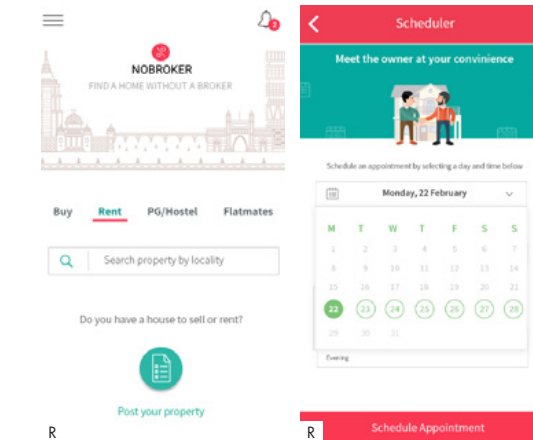 2
NOBROKER
FIND A HOME WITHOUT A BROKER
Buy Rent PG/Hostel Flatmates
Search property by locality
Do you have a house to sell or rent?
Post your property
R
Scheduler
Meet the owner at your convinience
Schedule an appointment by selecting a day and time below
Monday, 22 February
M T W T F S S
1 2 3 4 5 6 7
8 9 10 11 12 13 14
15 16 17 18 19 20 21
22 23 24 25 26 27 28
29 30 31
Evening
R
Schedule Appointment